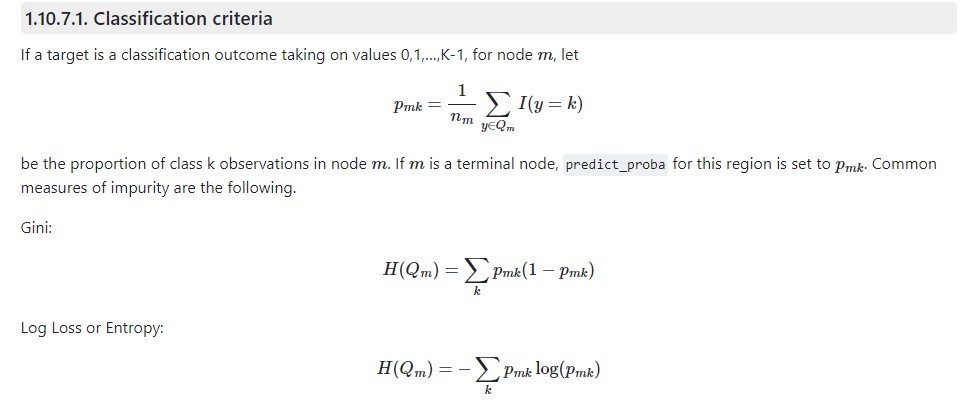 1.10.7.1. Classification criteria
If a target is a classification outcome taking on values 0,1,...,K-1, for node m, let
p_{mk} = \frac{1}{n_m} \sum_{y \in Q_m} I(y = k)
be the proportion of class k observations in node m. If m is a terminal node, predict_proba for this region is set to p_{mk}. Common
measures of impurity are the following.
Gini:
H(Q_m) = \sum_k p_{mk}(1 - p_{mk})
Log Loss or Entropy:
H(Q_m) = - \sum_k p_{mk} \log(p_{mk})